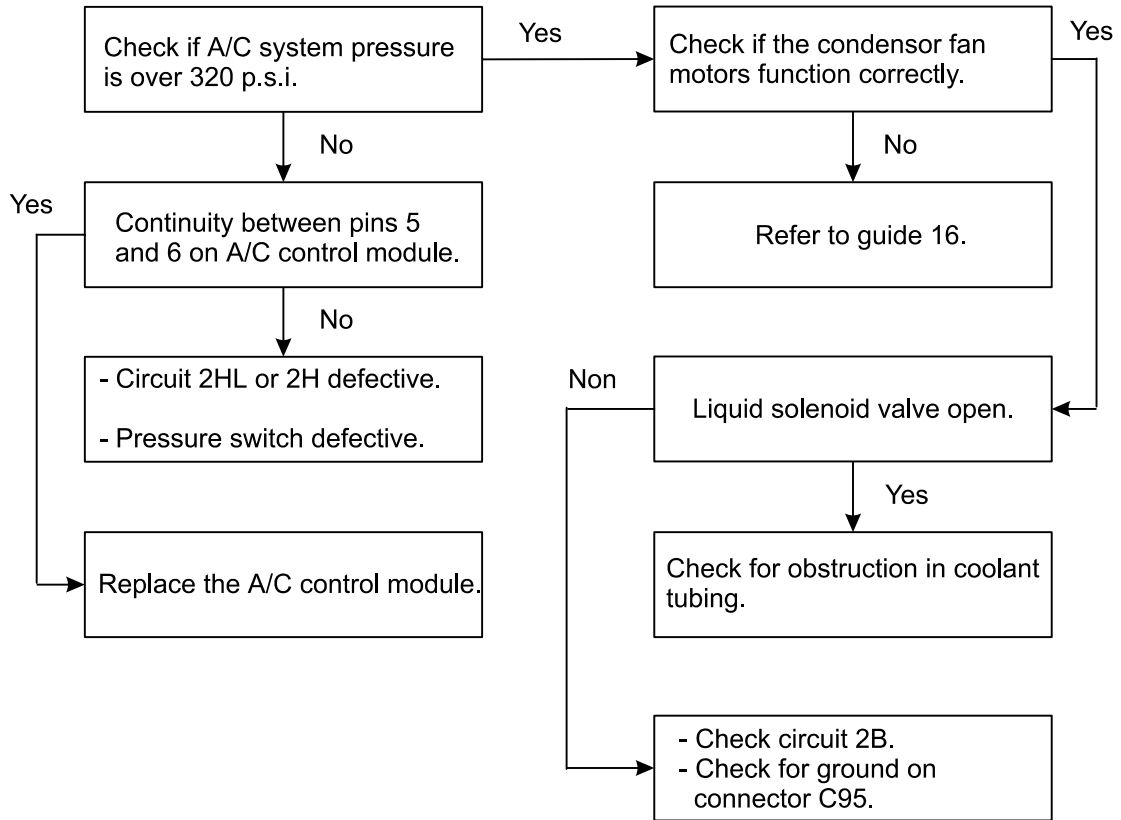 Check if A/C system pressure
is over 320 p.s.i.
Yes
Check if the condensor fan
motors function correctly.
Yes
No
No
Yes
Continuity between pins 5
and 6 on A/C control module.
Refer to guide 16.
No
- Circuit 2HL or 2H defective.
- Pressure switch defective.
Non
Liquid solenoid valve open.
Yes
Replace the A/C control module.
Check for obstruction in coolant
tubing.
- Check circuit 2B.
- Check for ground on
connector C95.